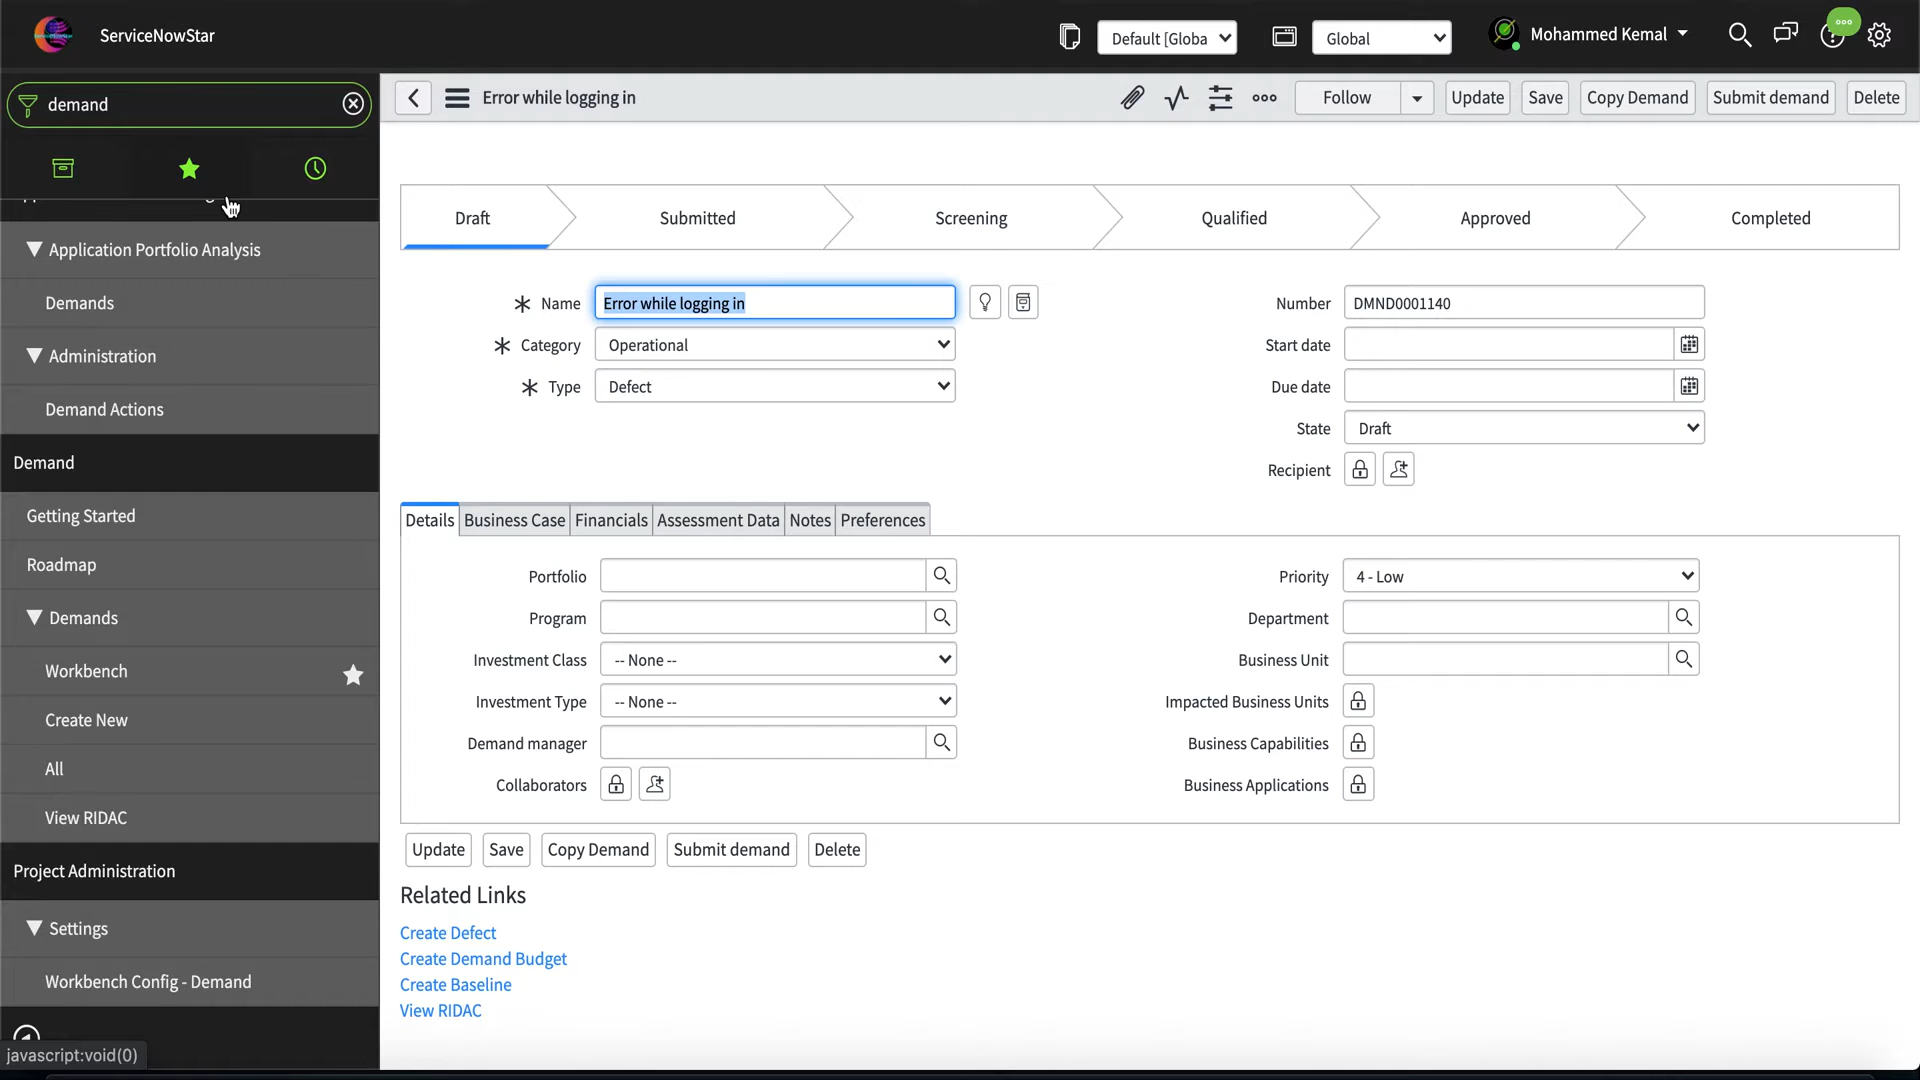 ServiceNowStar
Default [Globa
Global
Mohammed Kemal
demand
Error while logging in
Follow
Update
Save
Copy Demand
Submit demand
Delete
Application Portfolio Analysis
Demands
Administration
Demand Actions
Demand
Getting Started
Roadmap
Demands
Workbench
Create New
All
View RIDAC
Project Administration
Settings
Workbench Config - Demand
javascript:void(0)
Draft
Submitted
Screening
Qualified
Approved
Completed
Name
Error while logging in
Category
Operational
Type
Defect
Number
DMND0001140
Start date
Due date
State
Draft
Recipient
Details
Business Case
Financials
Assessment Data
Notes
Preferences
Portfolio
Program
Investment Class
-- None --
Investment Type
-- None --
Demand manager
Collaborators
Priority
4 - Low
Department
Business Unit
Impacted Business Units
Business Capabilities
Business Applications
Update
Save
Copy Demand
Submit demand
Delete
Related Links
Create Defect
Create Demand Budget
Create Baseline
View RIDAC